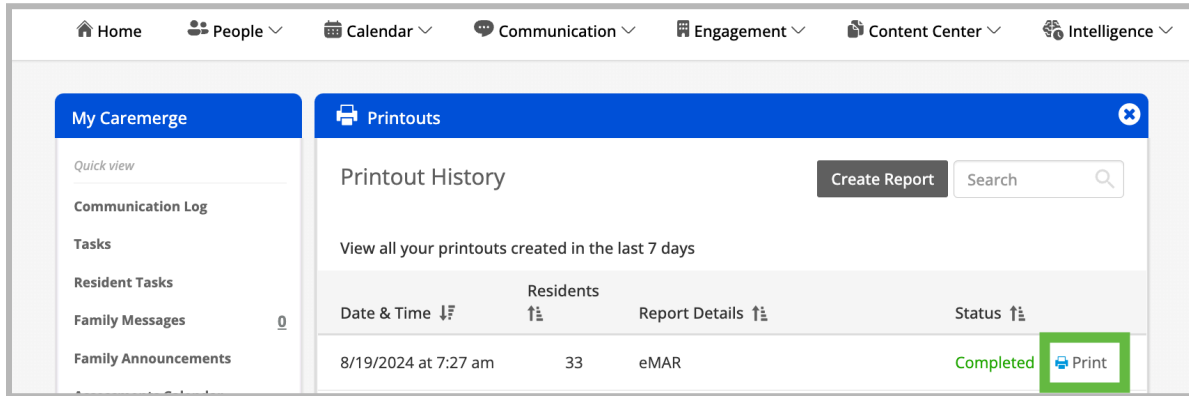 Home People Calendar Communication Engagement Content Center Intelligence
My Caremerge
Quick view
Communication Log
Tasks
Resident Tasks
Family Messages 0
Family Announcements
Printouts
Printout History
Create Report Search
View all your printouts created in the last 7 days
Date & Time Residents Report Details Status
8/19/2024 at 7:27 am 33 eMAR Completed Print